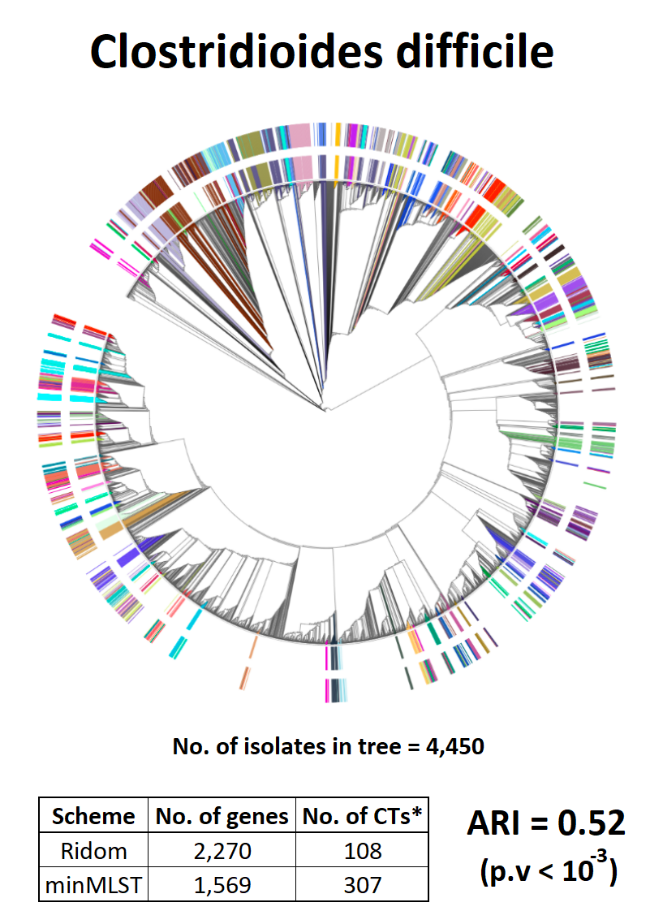 Clostridioides difficile
No. of isolates in tree = 4,450
Scheme No. of genes No. of CTs*
Ridom 2,270 108
minMLST 1,569 307
ARI = 0.52
(p.v < 10-3)